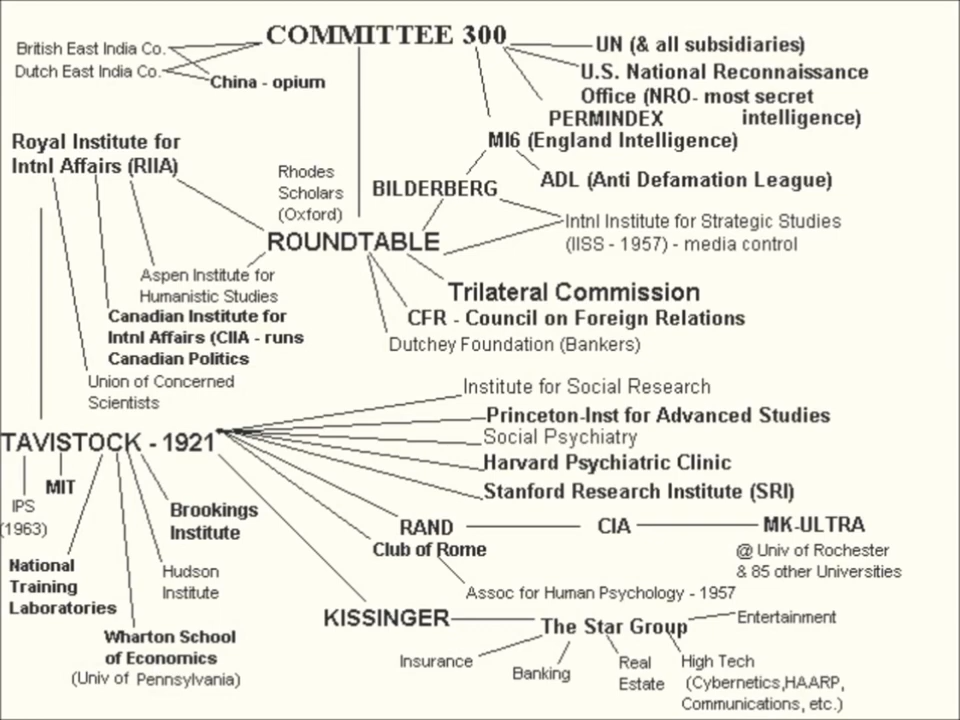 COMMITTEE 300
British East India Co.
Dutch East India Co.
China - opium
UN (& all subsidiaries)
U.S. National Reconnaissance
Office (NRO- most secret
intelligence)
PERMINDEX
MI6 (England Intelligence)
ADL (Anti Defamation League)
Royal Institute for
Intnl Affairs (RIIA)
Rhodes
Scholars
(Oxford)
BILDERBERG
Intnl Institute for Strategic Studies
(IISS - 1957) - media control
ROUNDTABLE
Aspen Institute for
Humanistic Studies
Canadian Institute for
Intnl Affairs (CIIA - runs
Canadian Politics
Union of Concerned
Scientists
Trilateral Commission
CFR - Council on Foreign Relations
Dutchey Foundation (Bankers)
TAVISTOCK - 1921
Institute for Social Research
Princeton-Inst for Advanced Studies
Social Psychiatry
Harvard Psychiatric Clinic
Stanford Research Institute (SRI)
IPS
(1963)
MIT
Brookings
Institute
RAND
CIA
MK-ULTRA
@ Univ of Rochester
& 85 other Universities
Club of Rome
Assoc for Human Psychology - 1957
National
Training
Laboratories
Hudson
Institute
Wharton School
of Economics
(Univ of Pennsylvania)
KISSINGER
The Star Group
Entertainment
Insurance
Banking
Real
Estate
High Tech
(Cybernetics,HAARP,
Communications, etc.)